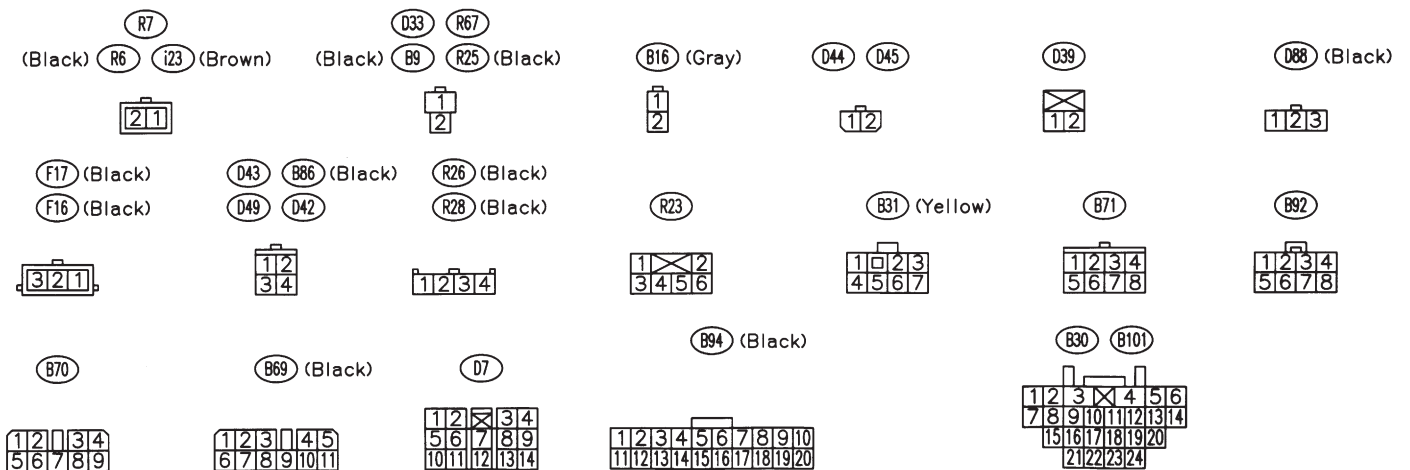 R7 D33 R67
(Black) R6 i23 (Brown) (Black) B9 R25 (Black) B16 (Gray) D44 D45 D39 D88 (Black)
2 1 1 1 1 2 1 2 1 2 3
2 2
F17 (Black) D43 B86 (Black) R26 (Black)
F16 (Black) D49 D42 R28 (Black) R23 B31 (Yellow) B71 B92
3 2 1 1 2 1 2 3 4 1 2 1 2 3 1 2 3 4 1 2 3 4
3 4 3 4 5 6 4 5 6 7 5 6 7 8 5 6 7 8
B94 (Black) B30 B101
B70 B69 (Black) D7
1 2 3 4 1 2 3 4 5 1 2 3 4 1 2 3 4 5 6 7 8 9 10 1 2 3 4 5 6
5 6 7 8 9 6 7 8 9 10 11 5 6 7 8 9 11 12 13 14 15 16 17 18 19 20 7 8 9 10 11 12 13 14
10 11 12 13 14 15 16 17 18 19 20
21 22 23 24